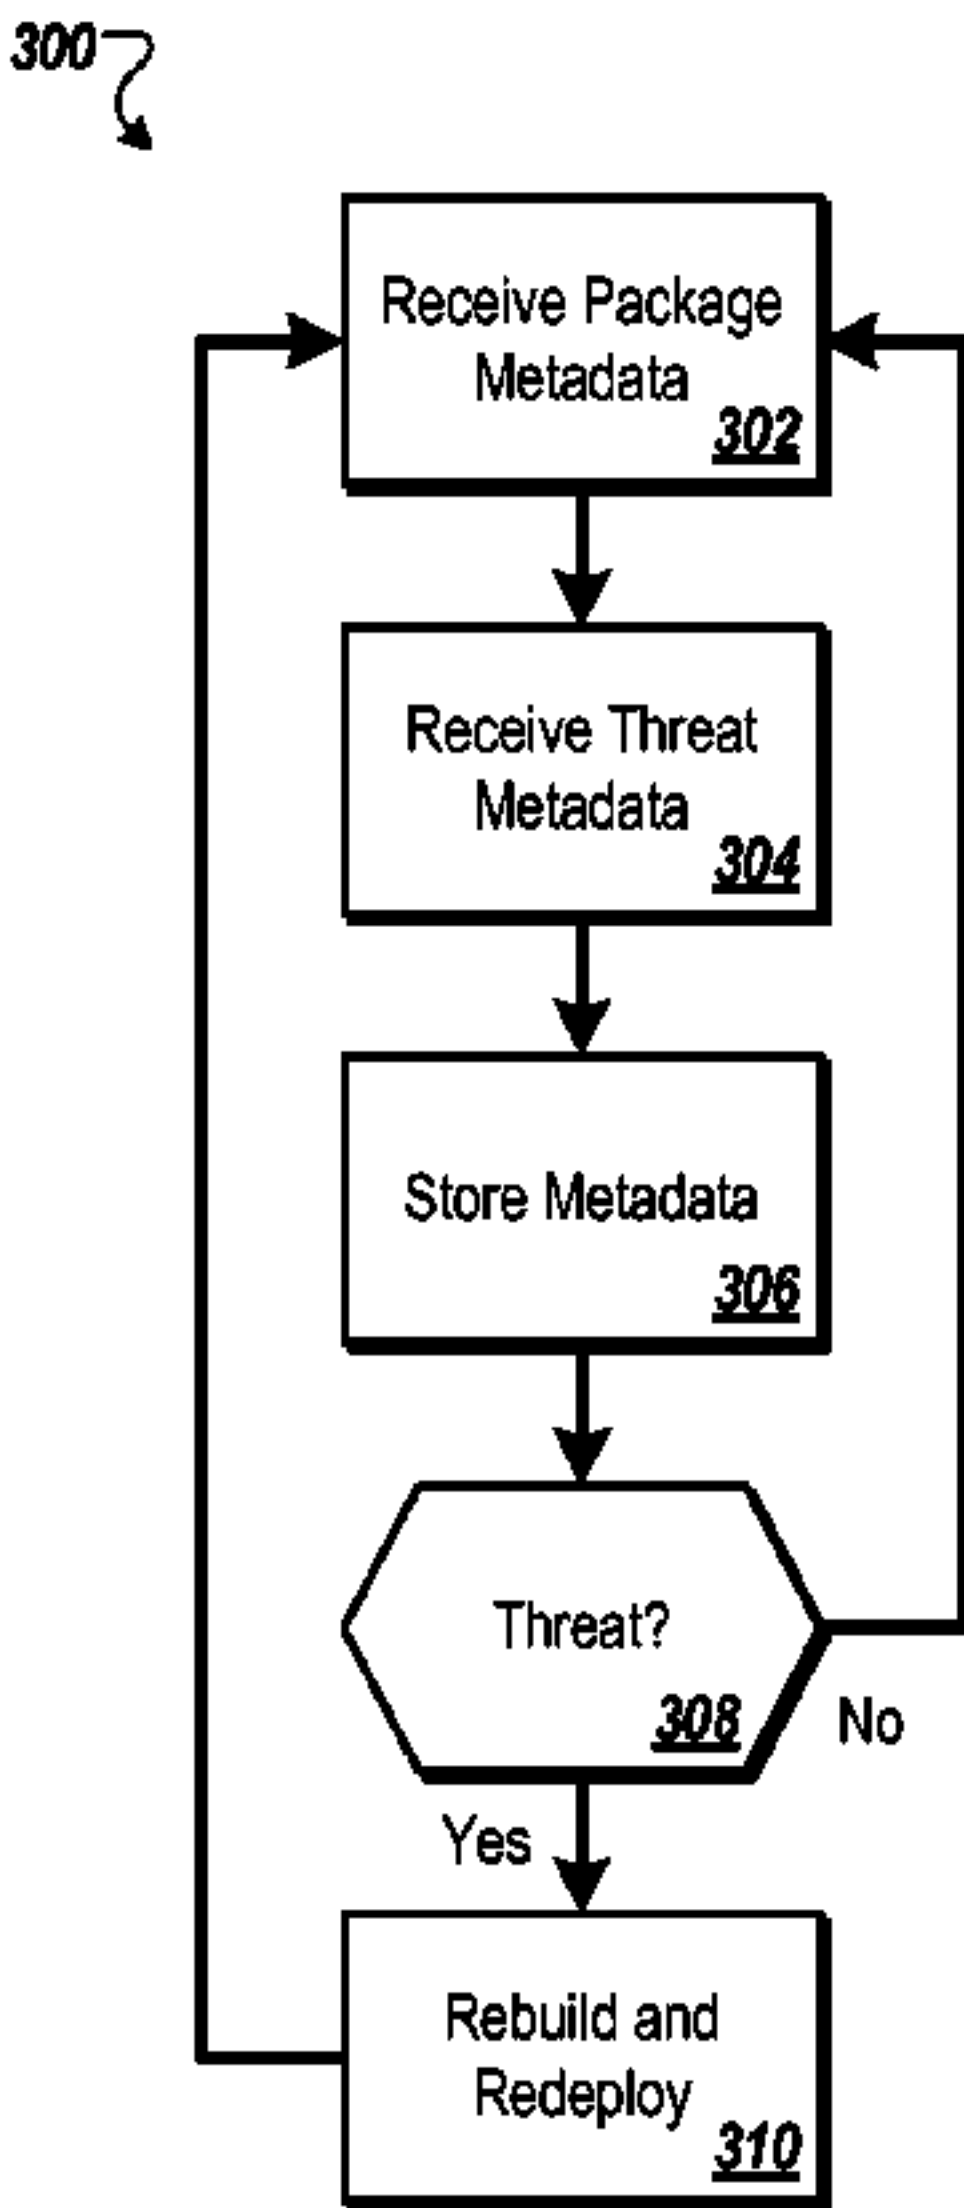 300
Receive Package
Metadata
302
Receive Threat
Metadata
304
Store Metadata
306
Threat?
308
No
Yes
Rebuild and
Redeploy
310